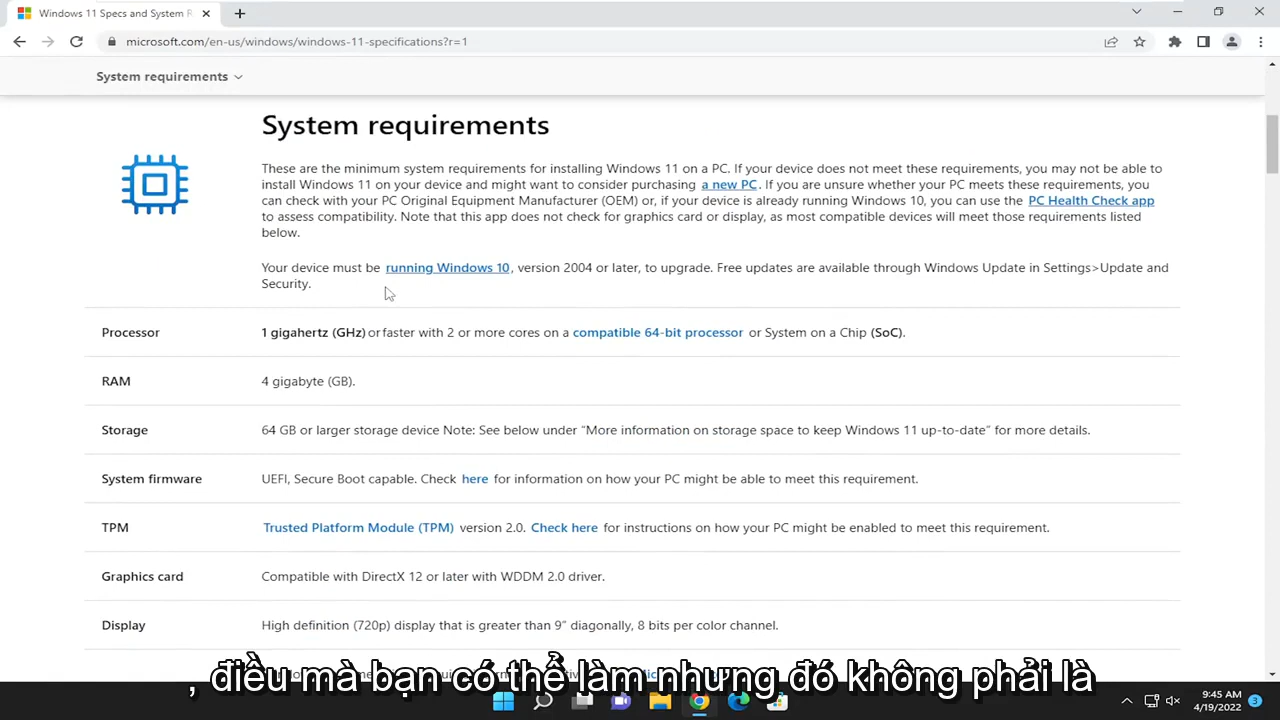 Windows 11 Specs and System R
microsoft.com/en-us/windows/windows-11-specifications?r=1
System requirements
System requirements
These are the minimum system requirements for installing Windows 11 on a PC. If your device does not meet these requirements, you may not be able to
install Windows 11 on your device and might want to consider purchasing a new PC. If you are unsure whether your PC meets these requirements, you
can check with your PC Original Equipment Manufacturer (OEM) or, if your device is already running Windows 10, you can use the PC Health Check app
to assess compatibility. Note that this app does not check for graphics card or display, as most compatible devices will meet those requirements listed
below.
Your device must be running Windows 10, version 2004 or later, to upgrade. Free updates are available through Windows Update in Settings>Update and
Security.
Processor 1 gigahertz (GHz) or faster with 2 or more cores on a compatible 64-bit processor or System on a Chip (SoC).
RAM 4 gigabyte (GB).
Storage 64 GB or larger storage device Note: See below under “More information on storage space to keep Windows 11 up-to-date” for more details.
System firmware UEFI, Secure Boot capable. Check here for information on how your PC might be able to meet this requirement.
TPM Trusted Platform Module (TPM) version 2.0. Check here for instructions on how your PC might be enabled to meet this requirement.
Graphics card Compatible with DirectX 12 or later with WDDM 2.0 driver.
Display High definition (720p) display that is greater than 9” diagonally, 8 bits per color channel.
, điều mà bạn có thể làm nhưng đó không phải là
9:45 AM
4/19/2022
3